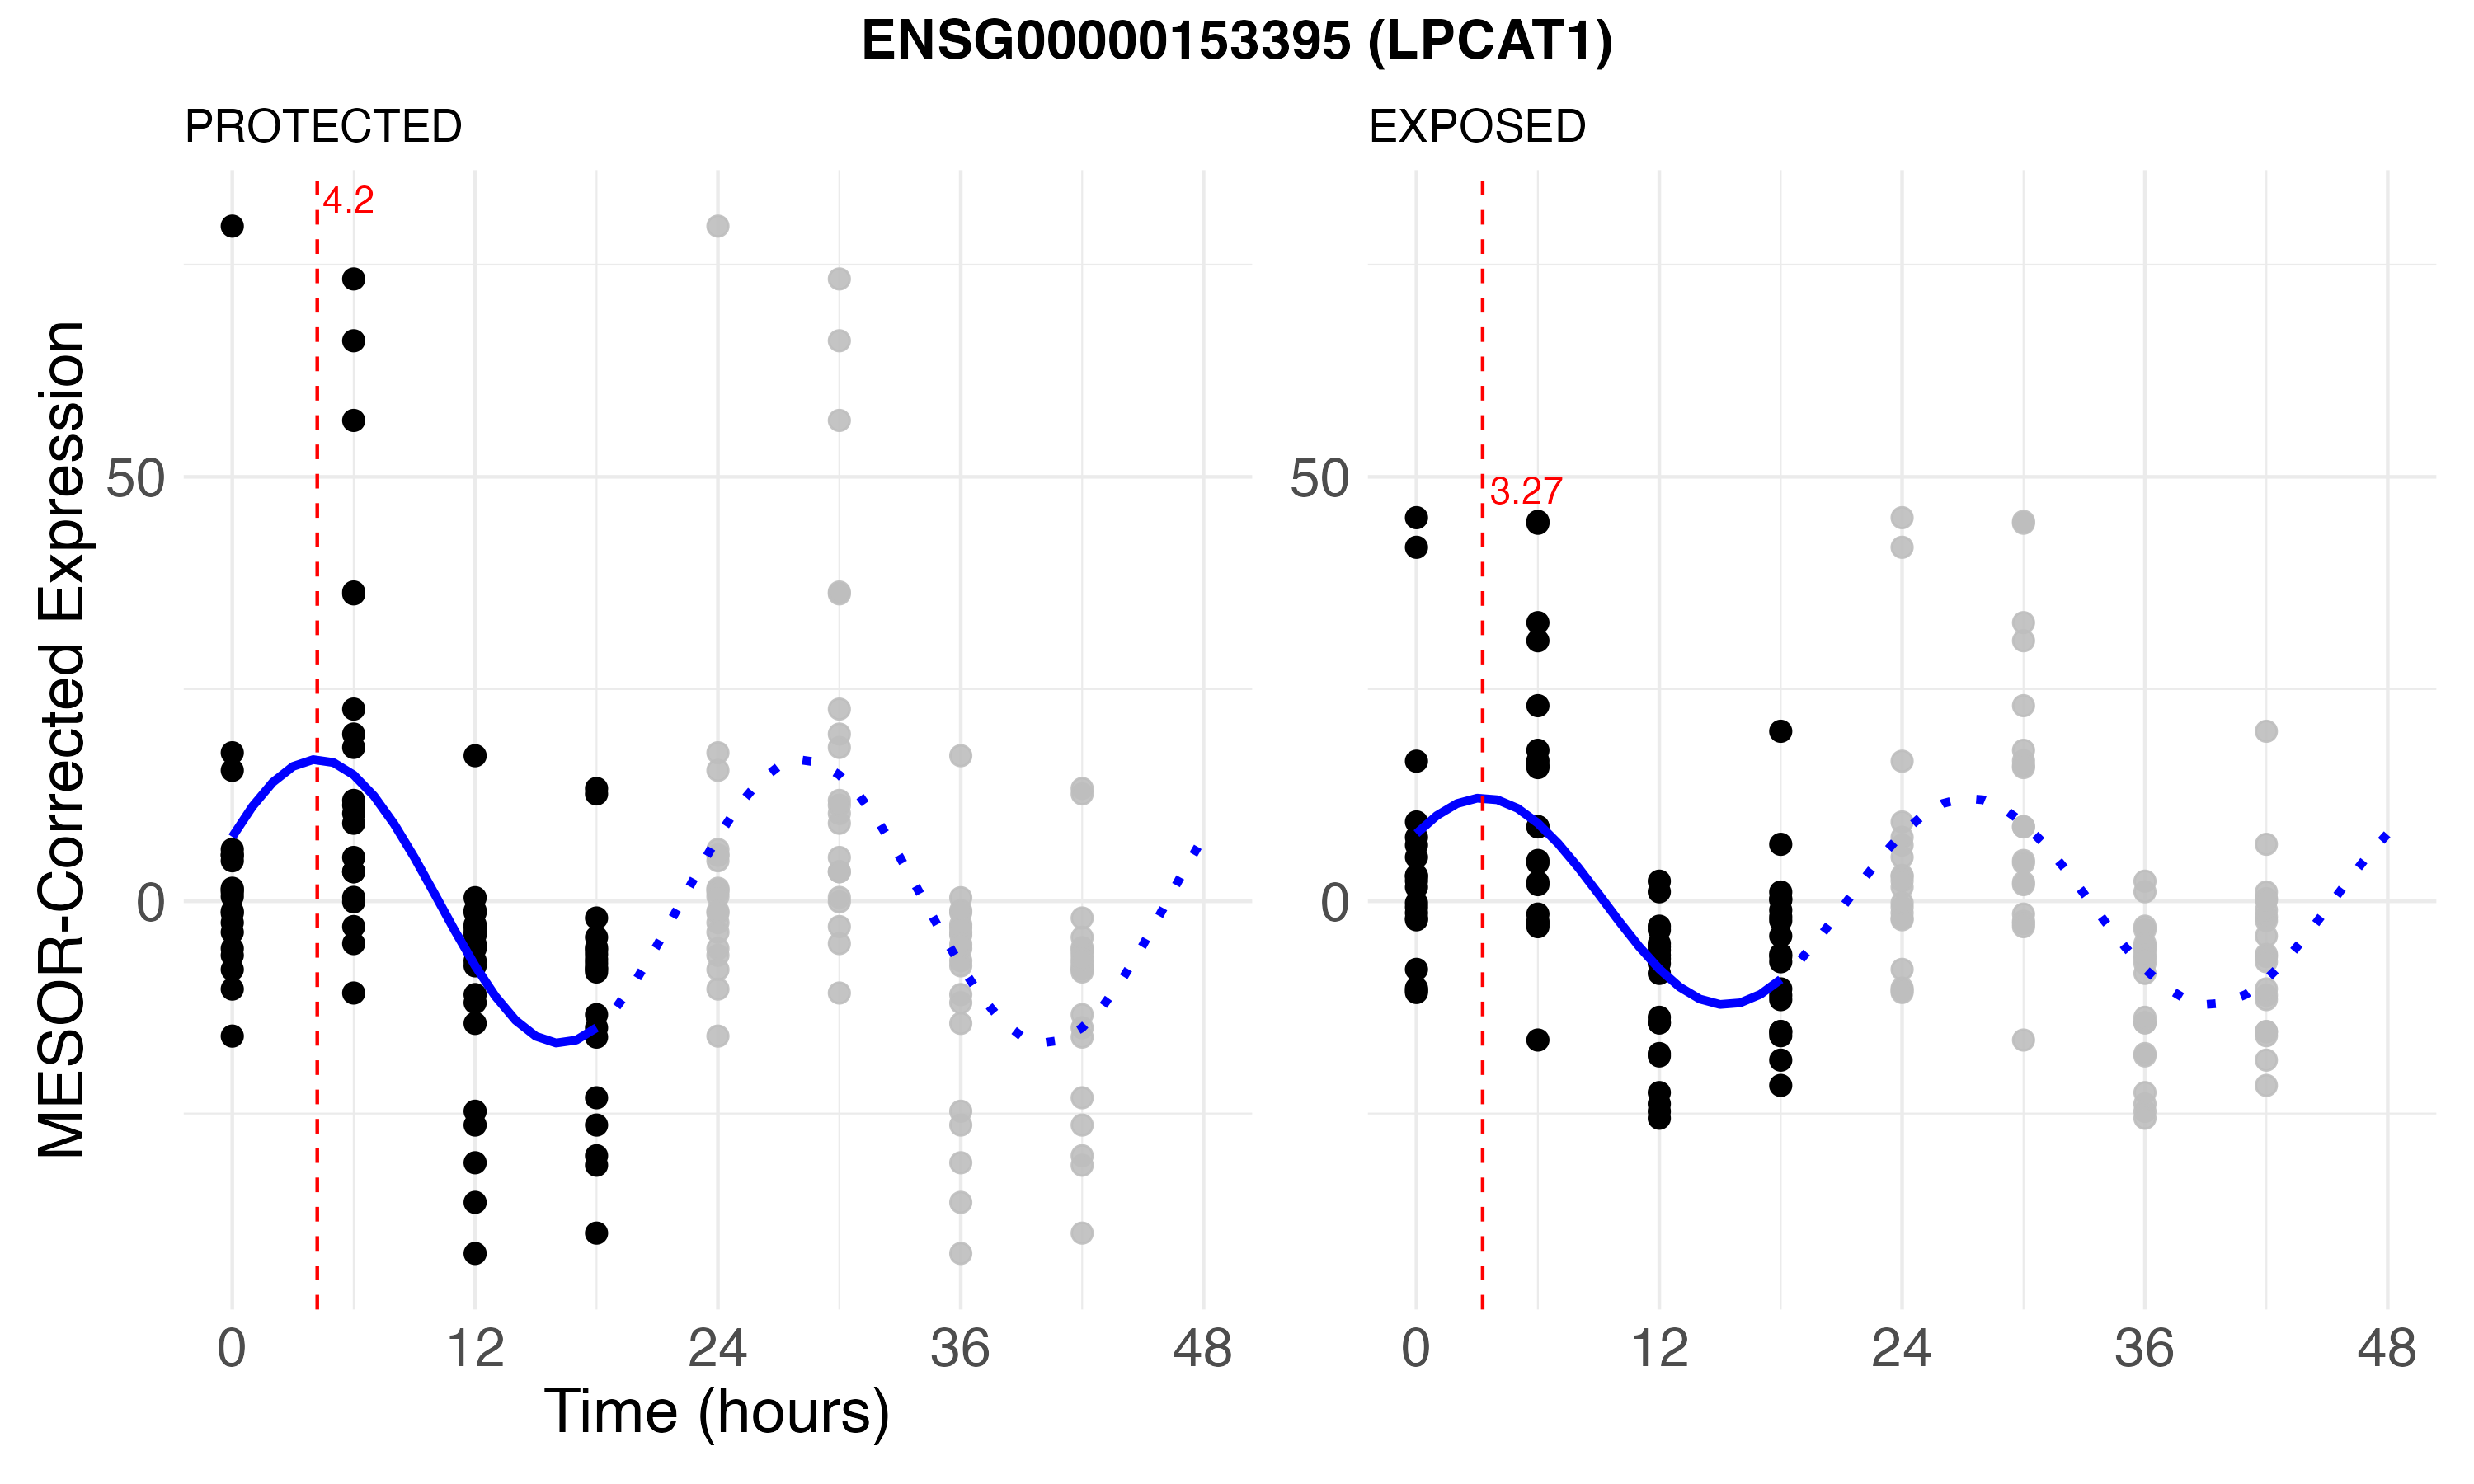 ENSG00000153395 (LPCAT1)
PROTECTED
EXPOSED
4.2
3.27
MESOR-Corrected Expression
50
0
50
0
0 12 24 36 48
0 12 24 36 48
Time (hours)